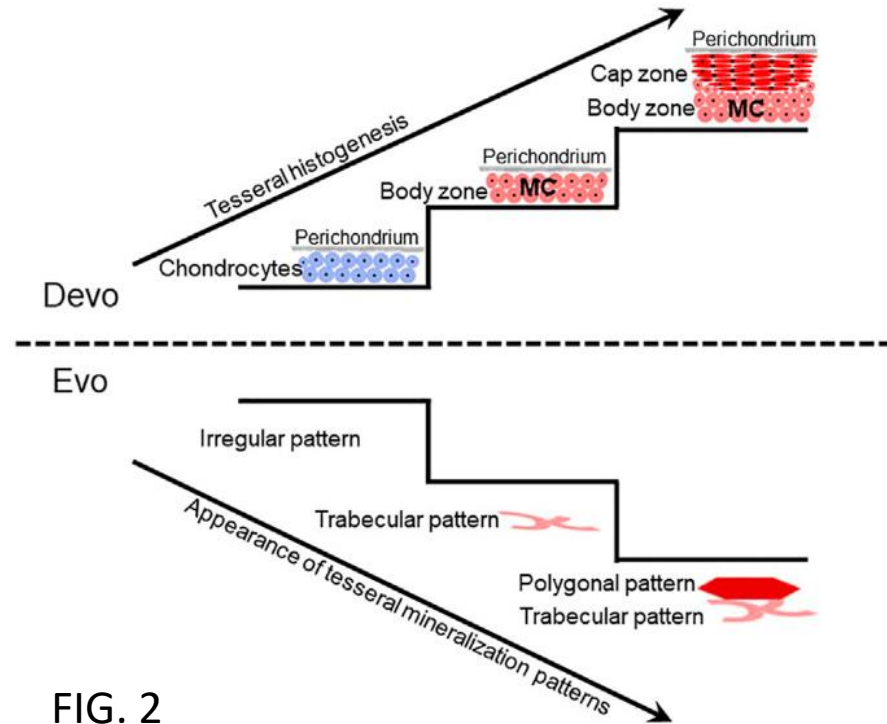 Perichondrium
Cap zone
Body zone MC
Tesseral histogenesis
Perichondrium
Body zone MC
Perichondrium
Chondrocytes
Devo
Evo
Irregular pattern
Trabecular pattern
Appearance of tesseral mineralization patterns
Polygonal pattern
Trabecular pattern
FIG. 2